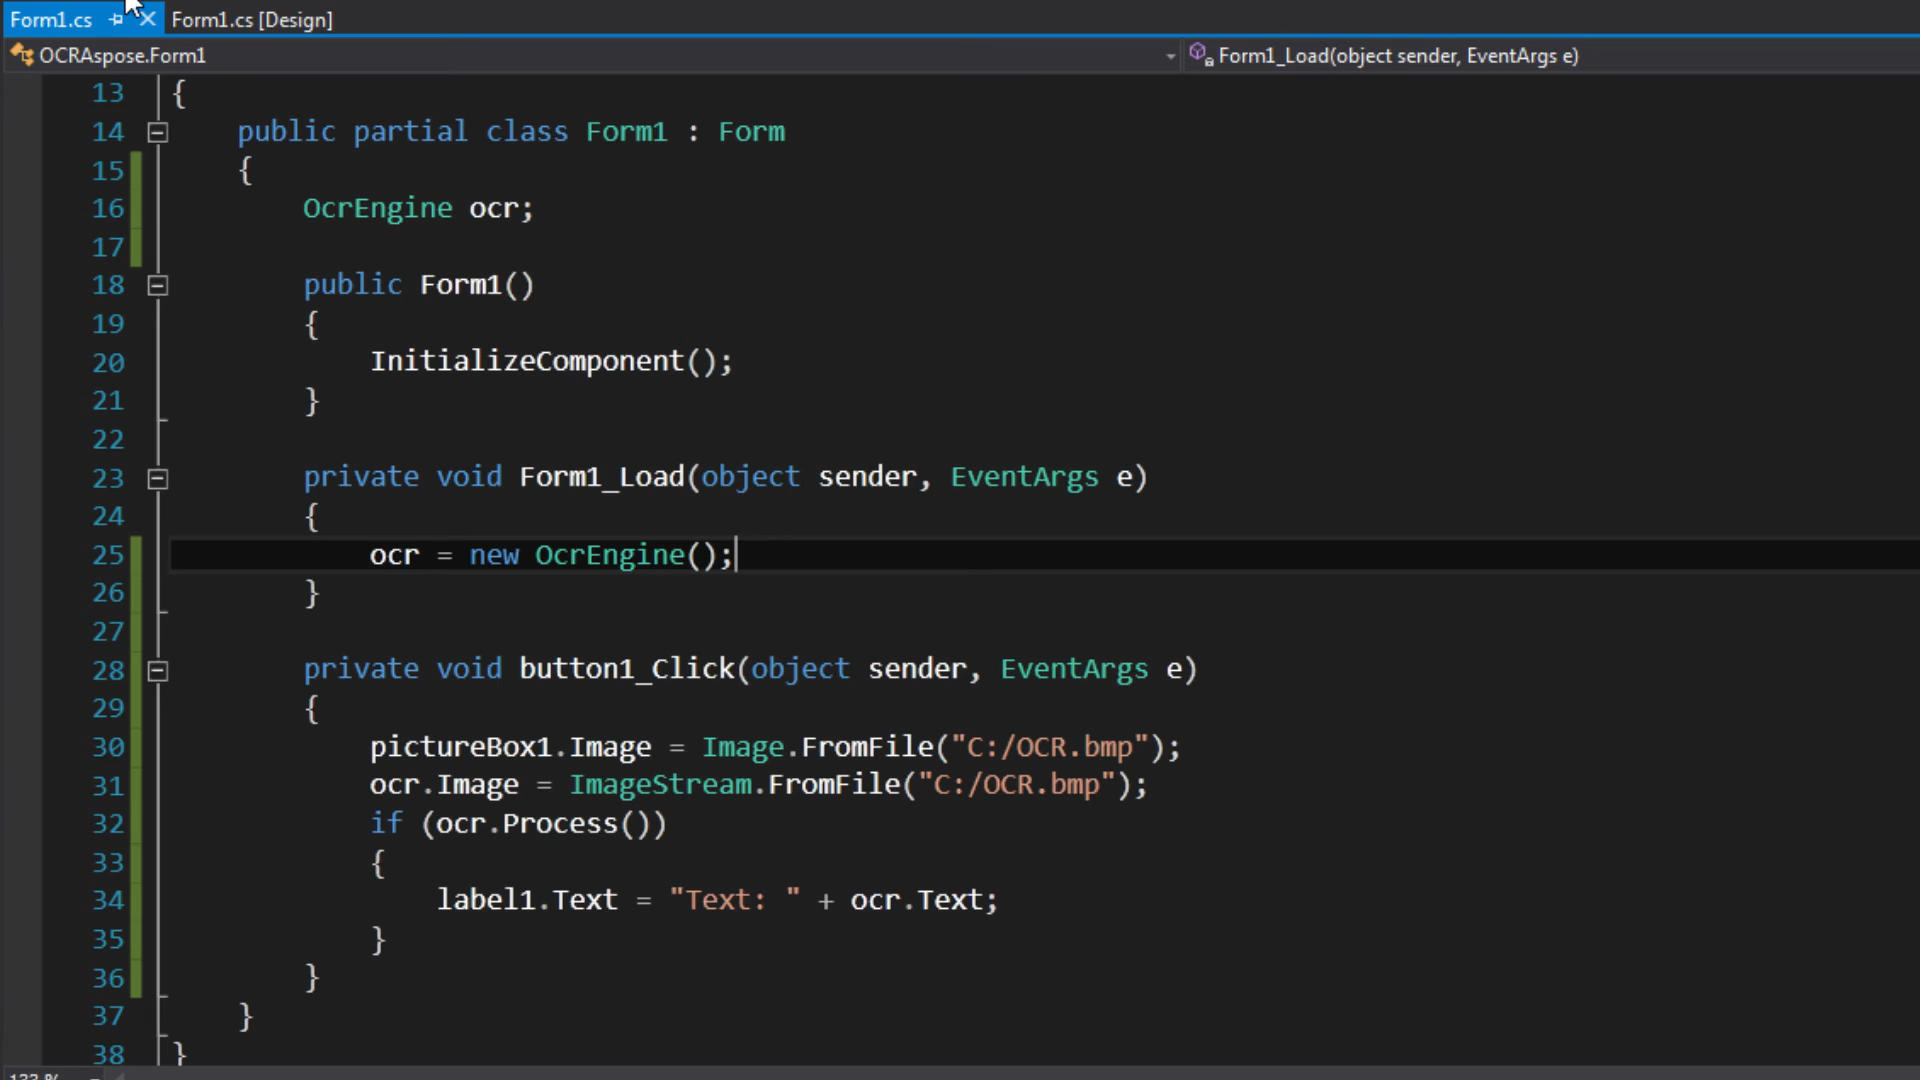 Form1.cs Form1.cs [Design]
OCRAspose.Form1 Form1_Load(object sender, EventArgs e)
13 {
14 public partial class Form1 : Form
15 {
16 OcrEngine ocr;
17
18 public Form1()
19 {
20 InitializeComponent();
21 }
22
23 private void Form1_Load(object sender, EventArgs e)
24 {
25 ocr = new OcrEngine();
26 }
27
28 private void button1_Click(object sender, EventArgs e)
29 {
30 pictureBox1.Image = Image.FromFile("C:/OCR.bmp");
31 ocr.Image = ImageStream.FromFile("C:/OCR.bmp");
32 if (ocr.Process())
33 {
34 label1.Text = "Text: " + ocr.Text;
35 }
36 }
37 }
38 }
133 %